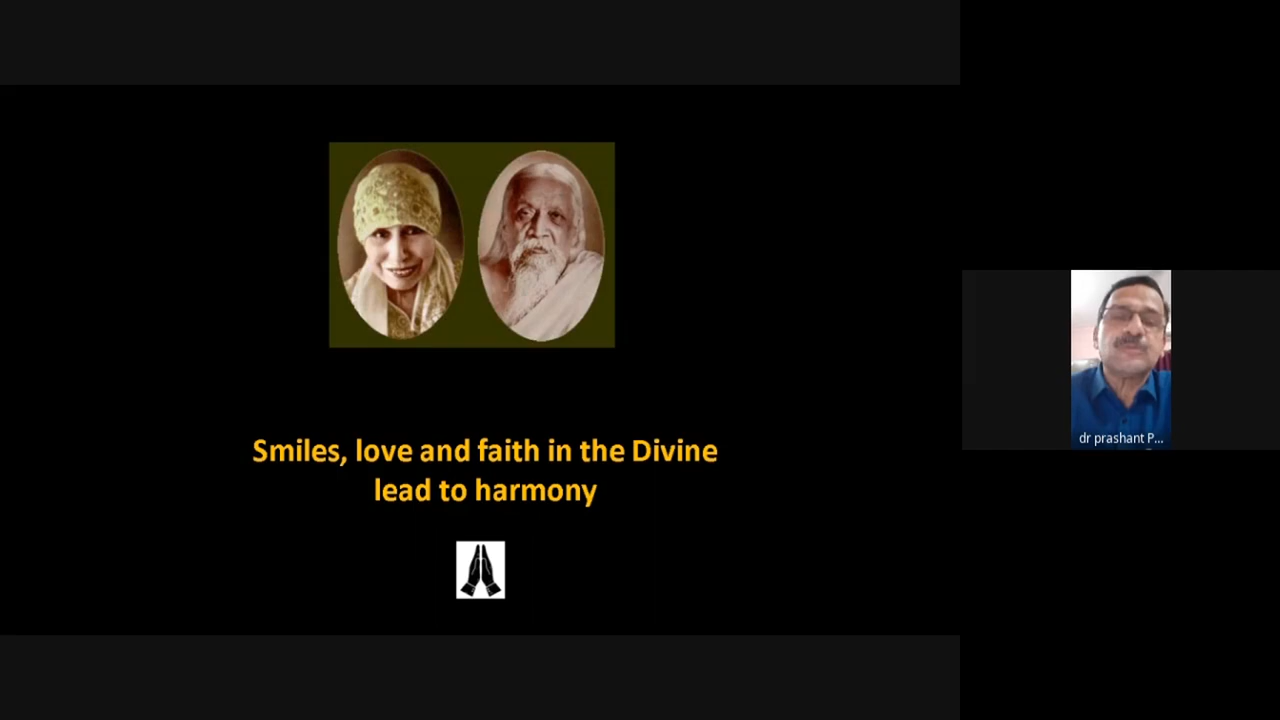 Smiles, love and faith in the Divine
lead to harmony
dr prashant P...